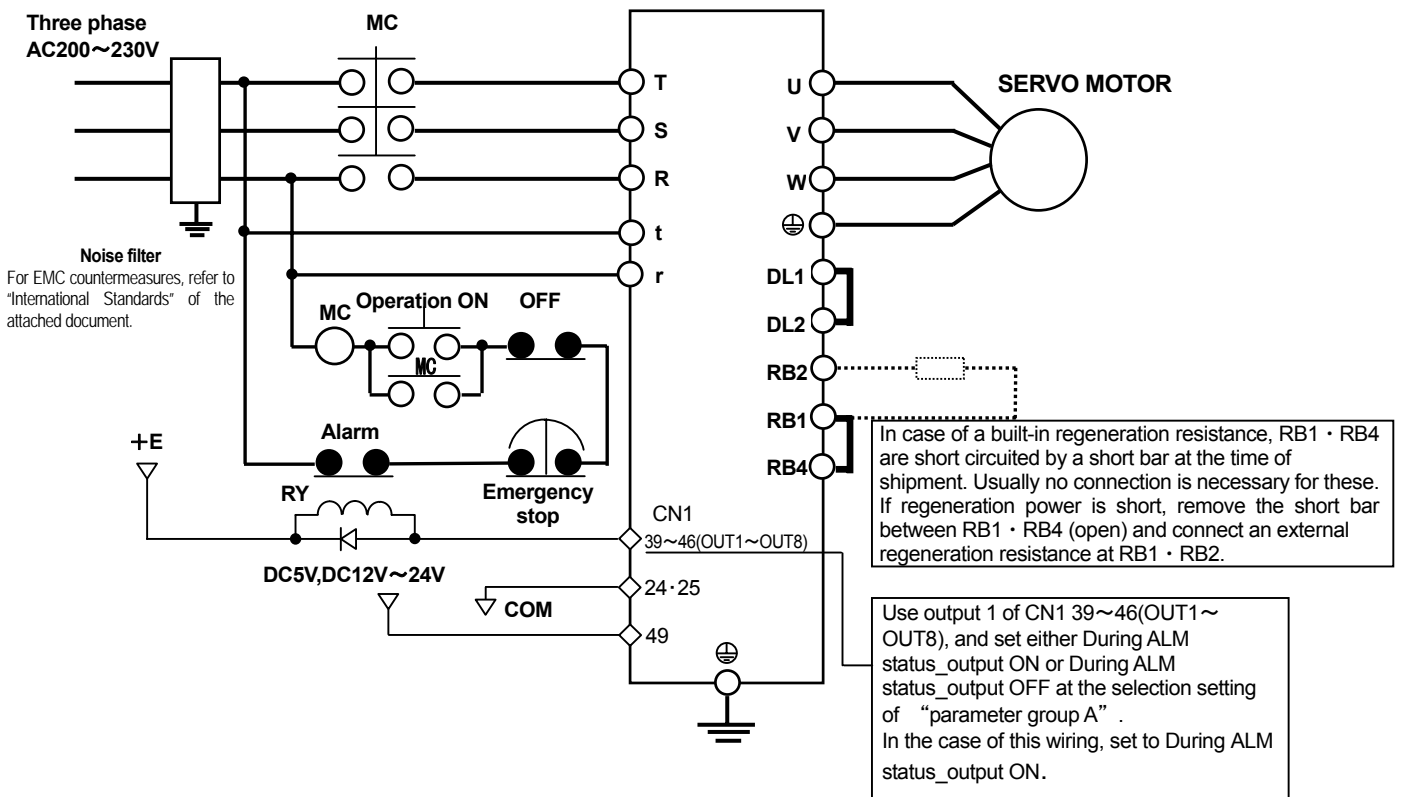 Three phase
AC200～230V
MC
T
S
R
t
r
U
V
W
SERVO MOTOR
DL1
DL2
RB2
RB1
RB4
Noise filter
For EMC countermeasures, refer to
"International Standards" of the
attached document.
MC
Operation ON
OFF
MC
+E
Alarm
RY
Emergency
stop
DC5V,DC12V～24V
COM
CN1
39～46(OUT1～OUT8)
24·25
49
In case of a built-in regeneration resistance, RB1・RB4
are short circuited by a short bar at the time of
shipment. Usually no connection is necessary for these.
If regeneration power is short, remove the short bar
between RB1・RB4 (open) and connect an external
regeneration resistance at RB1・RB2.
Use output 1 of CN1 39～46(OUT1～
OUT8), and set either During ALM
status_output ON or During ALM
status_output OFF at the selection setting
of “parameter group A”.
In the case of this wiring, set to During ALM
status_output ON.